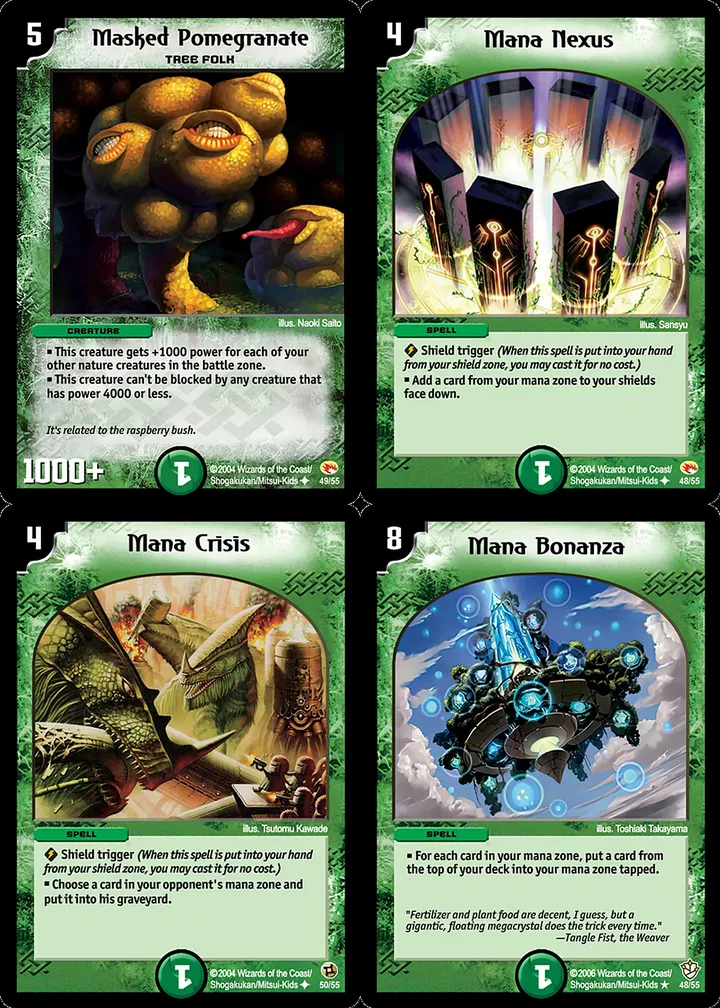 5
Masked Pomegranate
TREE FOLK
illus. Naoki Saito
CREATURE
▪ This creature gets +1000 power for each of your
other nature creatures in the battle zone.
▪ This creature can't be blocked by any creature that
has power 4000 or less.
It's related to the raspberry bush.
1000+
1
©2004 Wizards of the Coast/
Shogakukan/Mitsui-Kids
49/55
4
Mana Nexus
illus. Sansyu
SPELL
Shield trigger (When this spell is put into your hand
from your shield zone, you may cast it for no cost.)
▪ Add a card from your mana zone to your shields
face down.
1
©2004 Wizards of the Coast/
Shogakukan/Mitsui-Kids
48/55
4
Mana Crisis
illus. Tsutomu Kawade
SPELL
Shield trigger (When this spell is put into your hand
from your shield zone, you may cast it for no cost.)
▪ Choose a card in your opponent's mana zone and
put it into his graveyard.
1
©2004 Wizards of the Coast/
Shogakukan/Mitsui-Kids
50/55
8
Mana Bonanza
illus. Toshiaki Takayama
SPELL
▪ For each card in your mana zone, put a card from
the top of your deck into your mana zone tapped.
"Fertilizer and plant food are decent, I guess, but a
gigantic, floating megacrystal does the trick every time."
—Tangle Fist, the Weaver
1
©2006 Wizards of the Coast/
Shogakukan/Mitsui-Kids ★
48/55